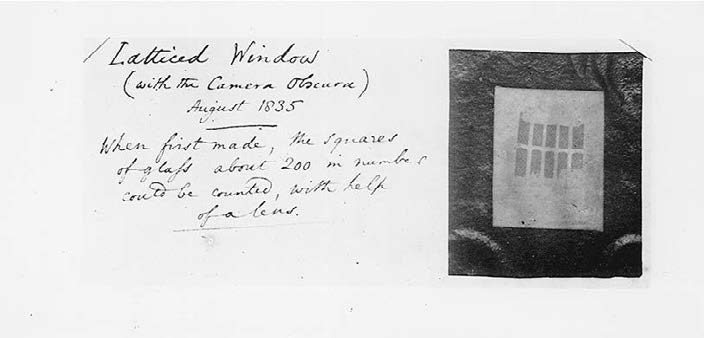 Latticed Window
(with the Camera Obscura)
August 1835
When first made, the squares
of glass about 200 in number
could be counted, with help
of a lens.